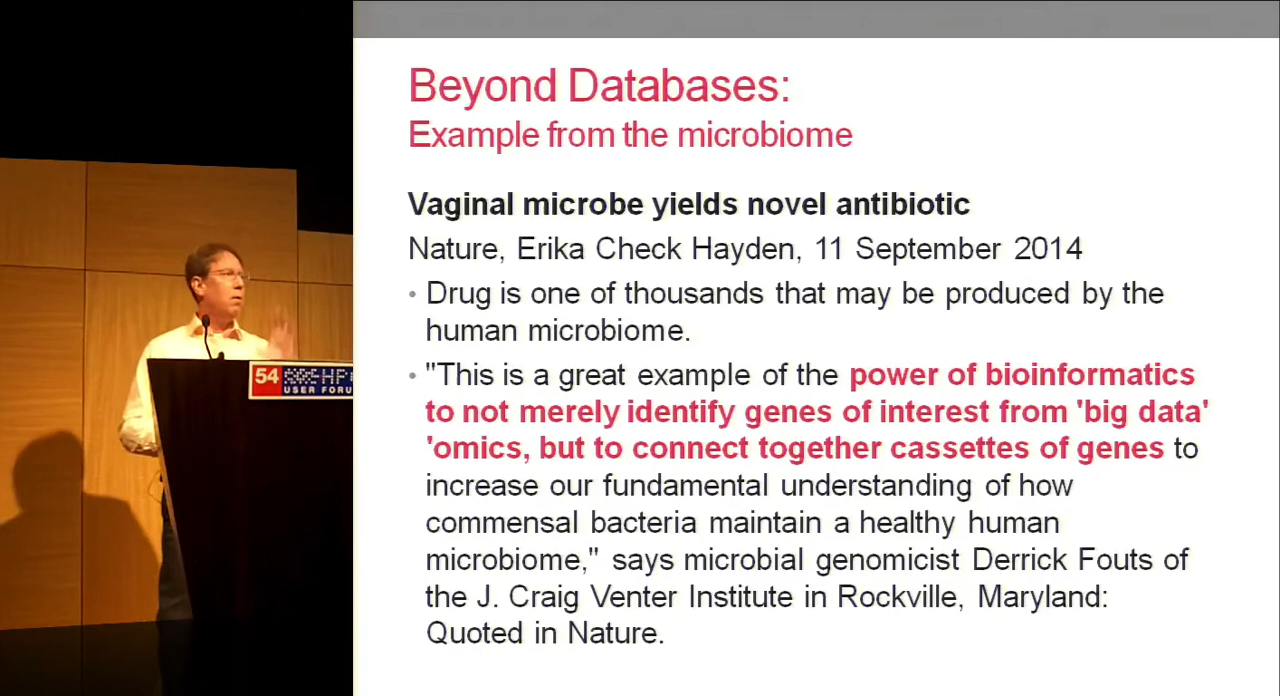 Beyond Databases:
Example from the microbiome
Vaginal microbe yields novel antibiotic
Nature, Erika Check Hayden, 11 September 2014
• Drug is one of thousands that may be produced by the
human microbiome.
• "This is a great example of the power of bioinformatics
to not merely identify genes of interest from 'big data'
'omics, but to connect together cassettes of genes to
increase our fundamental understanding of how
commensal bacteria maintain a healthy human
microbiome," says microbial genomicist Derrick Fouts of
the J. Craig Venter Institute in Rockville, Maryland:
Quoted in Nature.
54
USER FORU